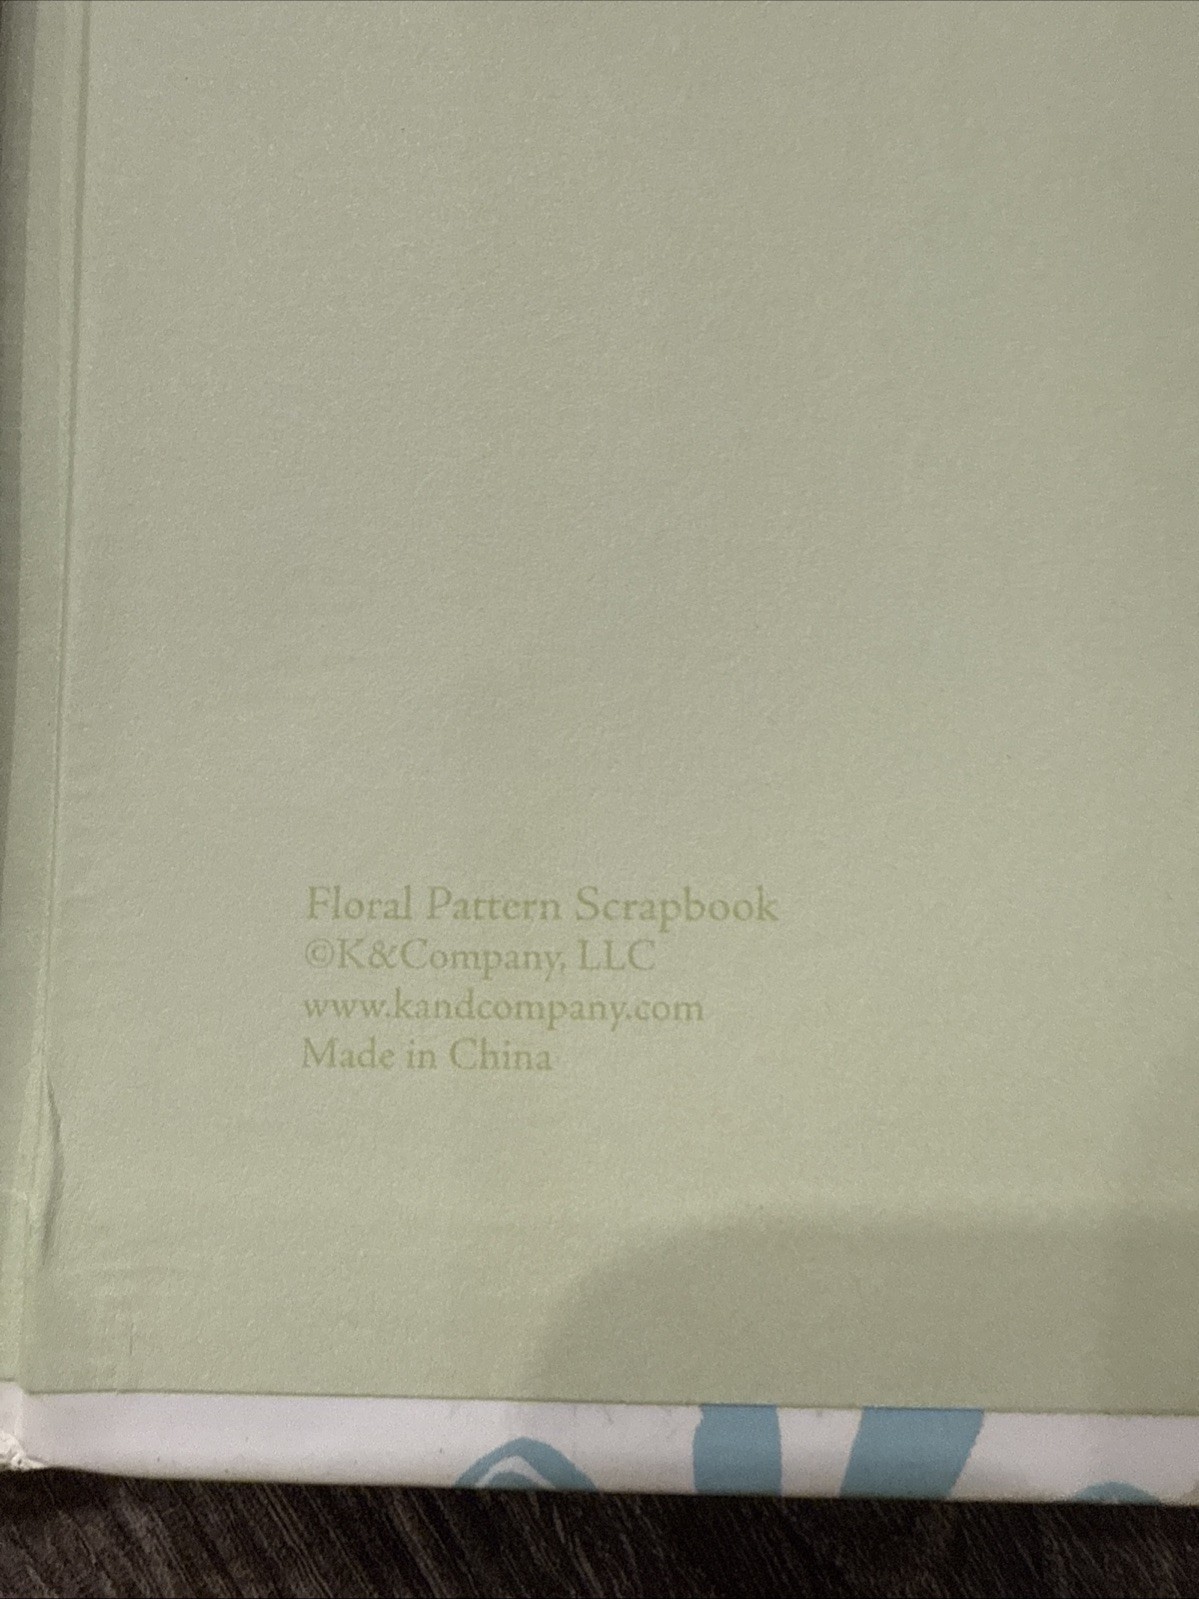 Floral Pattern Scrapbook
©K&Company, LLC
www.kandcompany.com
Made in China